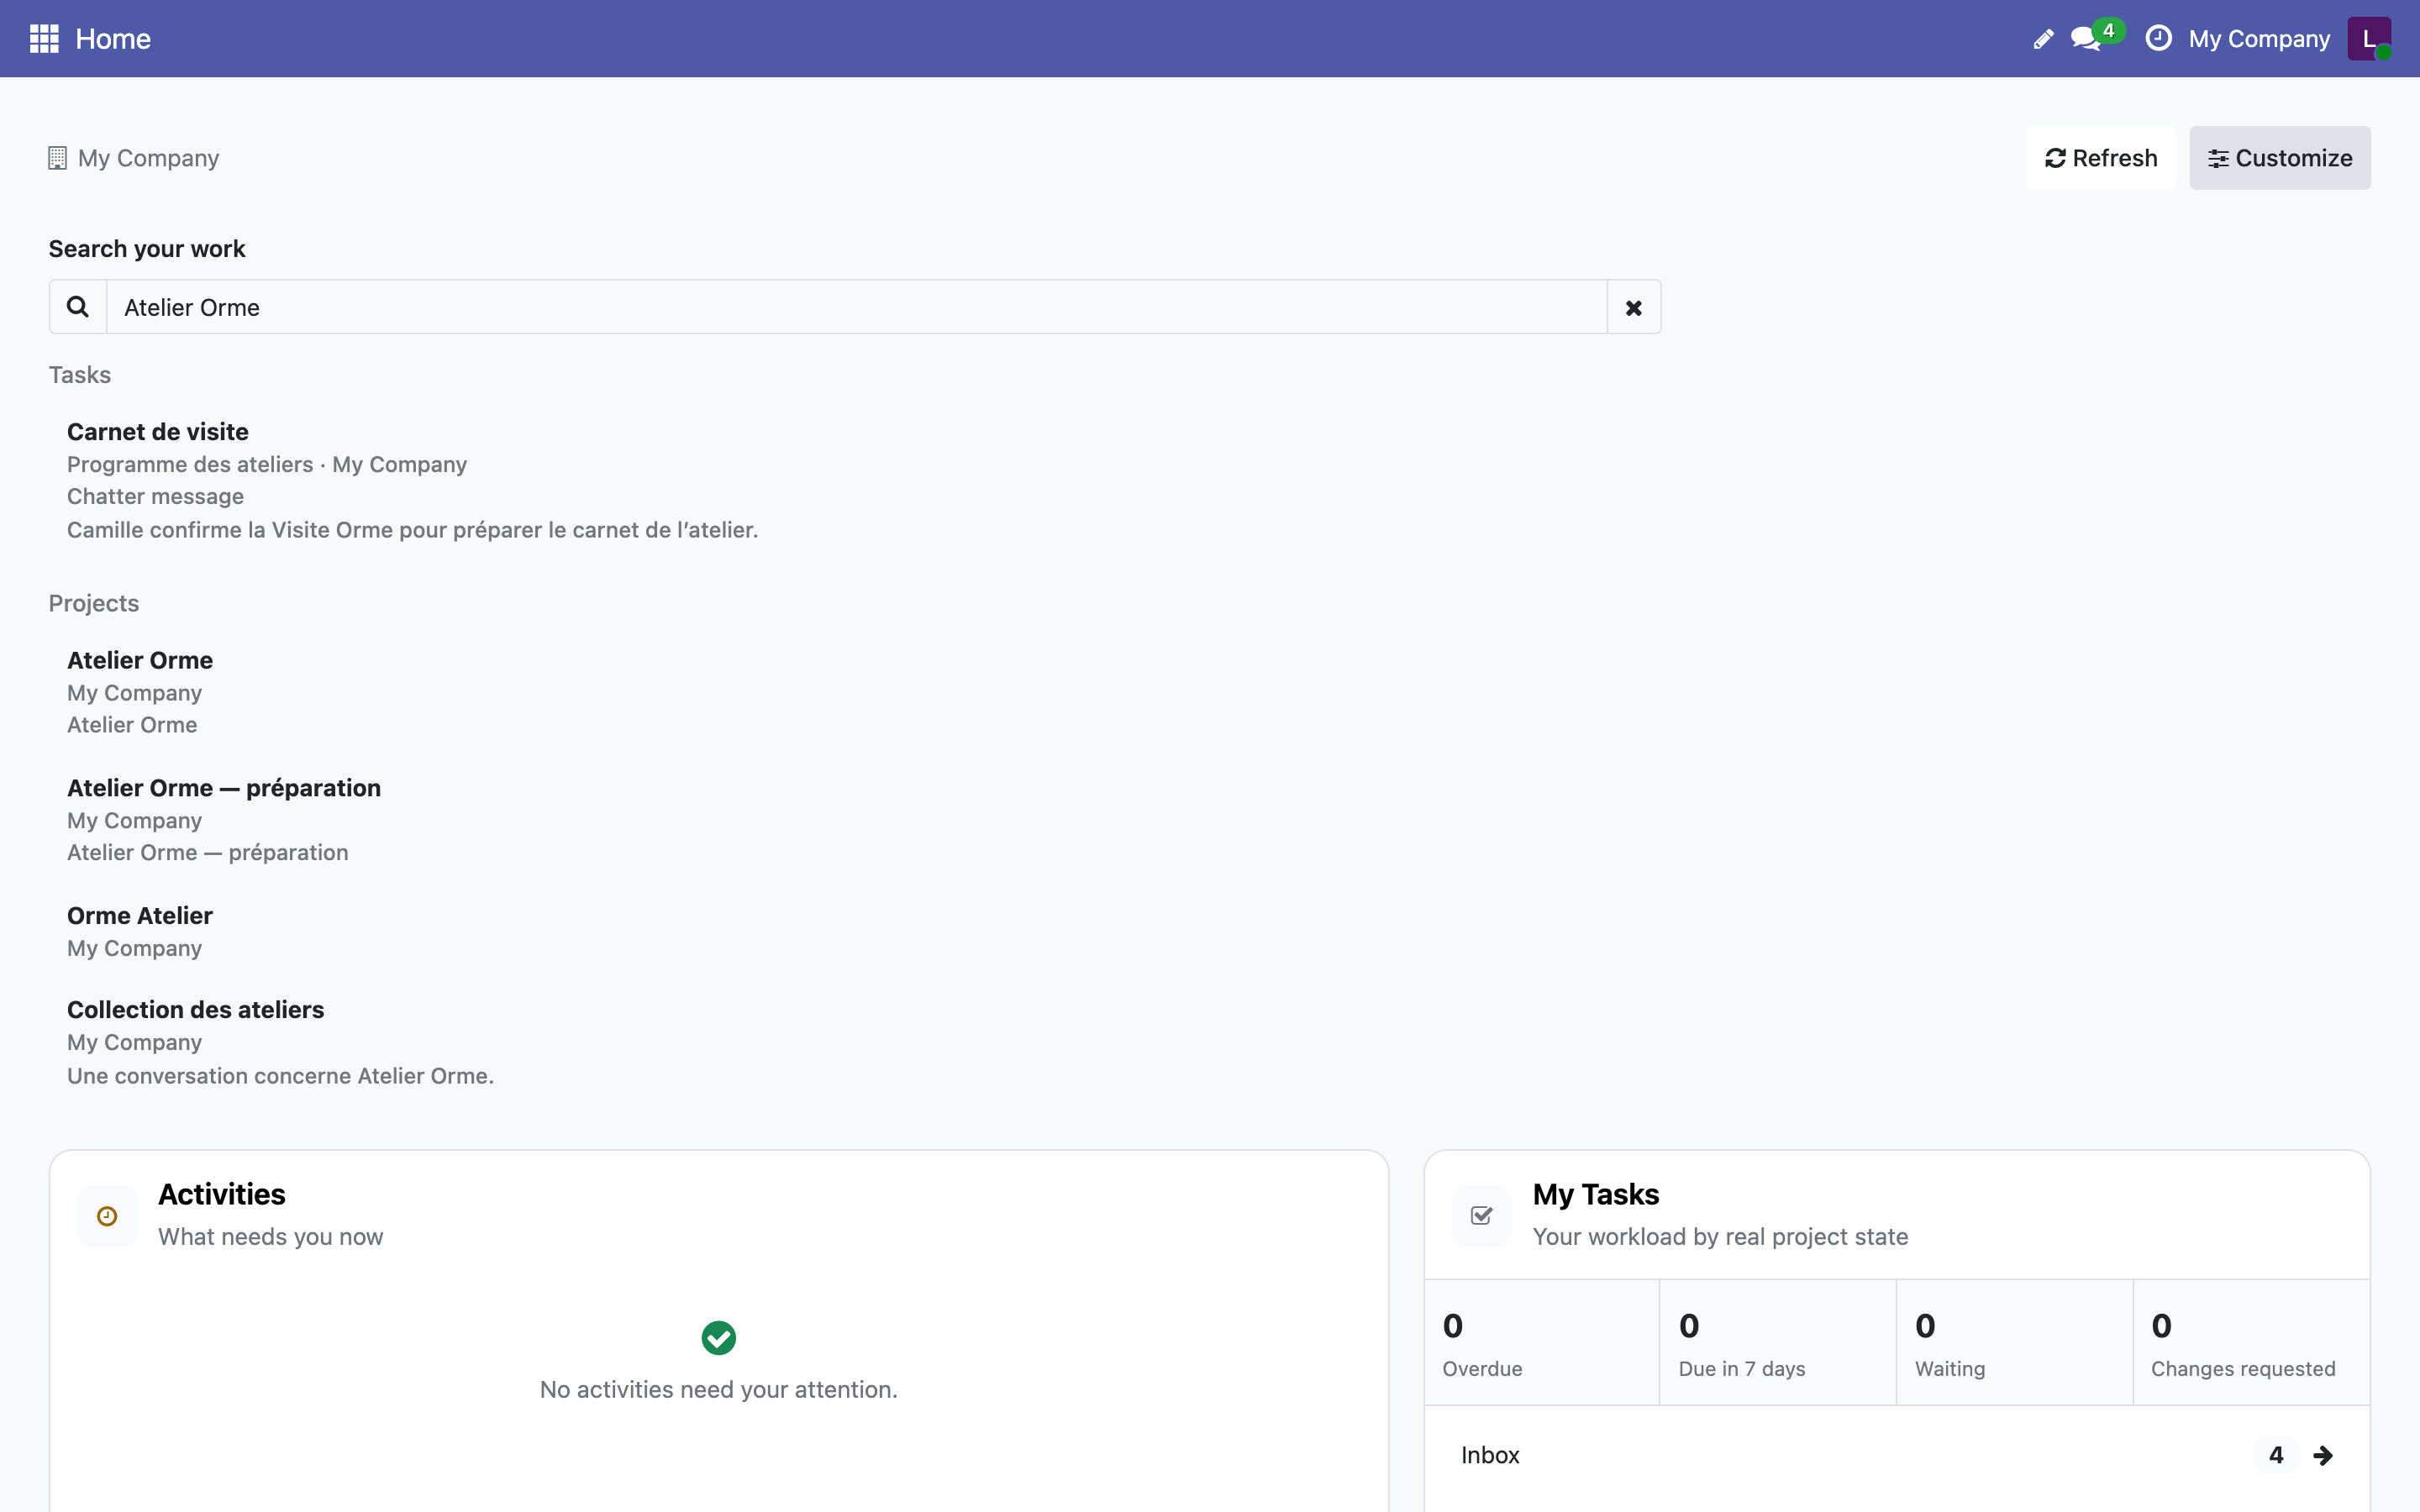 Home
4
My Company
L
My Company
Refresh
Customize
Search your work
Atelier Orme
Tasks
Carnet de visite
Programme des ateliers · My Company
Chatter message
Camille confirme la Visite Orme pour préparer le carnet de l’atelier.
Projects
Atelier Orme
My Company
Atelier Orme
Atelier Orme — préparation
My Company
Atelier Orme — préparation
Orme Atelier
My Company
Collection des ateliers
My Company
Une conversation concerne Atelier Orme.
Activities
What needs you now
No activities need your attention.
My Tasks
Your workload by real project state
0
Overdue
0
Due in 7 days
0
Waiting
0
Changes requested
Inbox
4